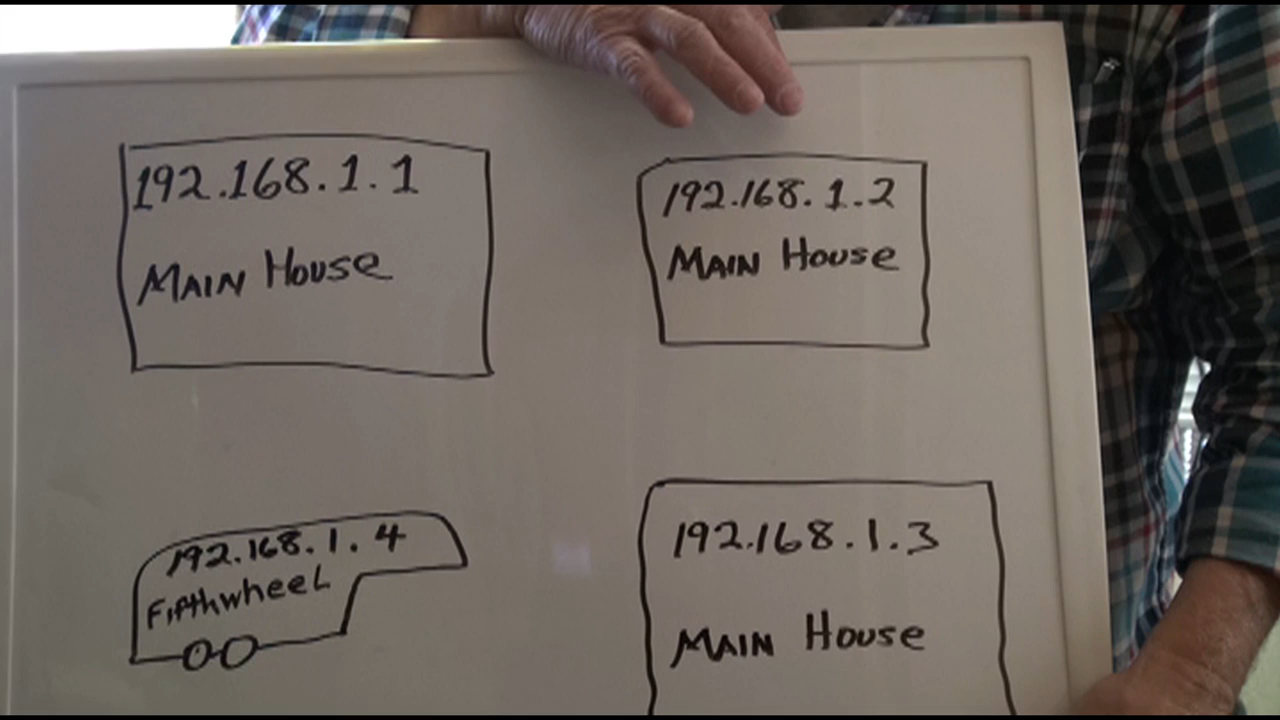 192.168.1.1
Main House
192.168.1.2
Main House
192.168.1.4
Fifthwheel
192.168.1.3
Main House